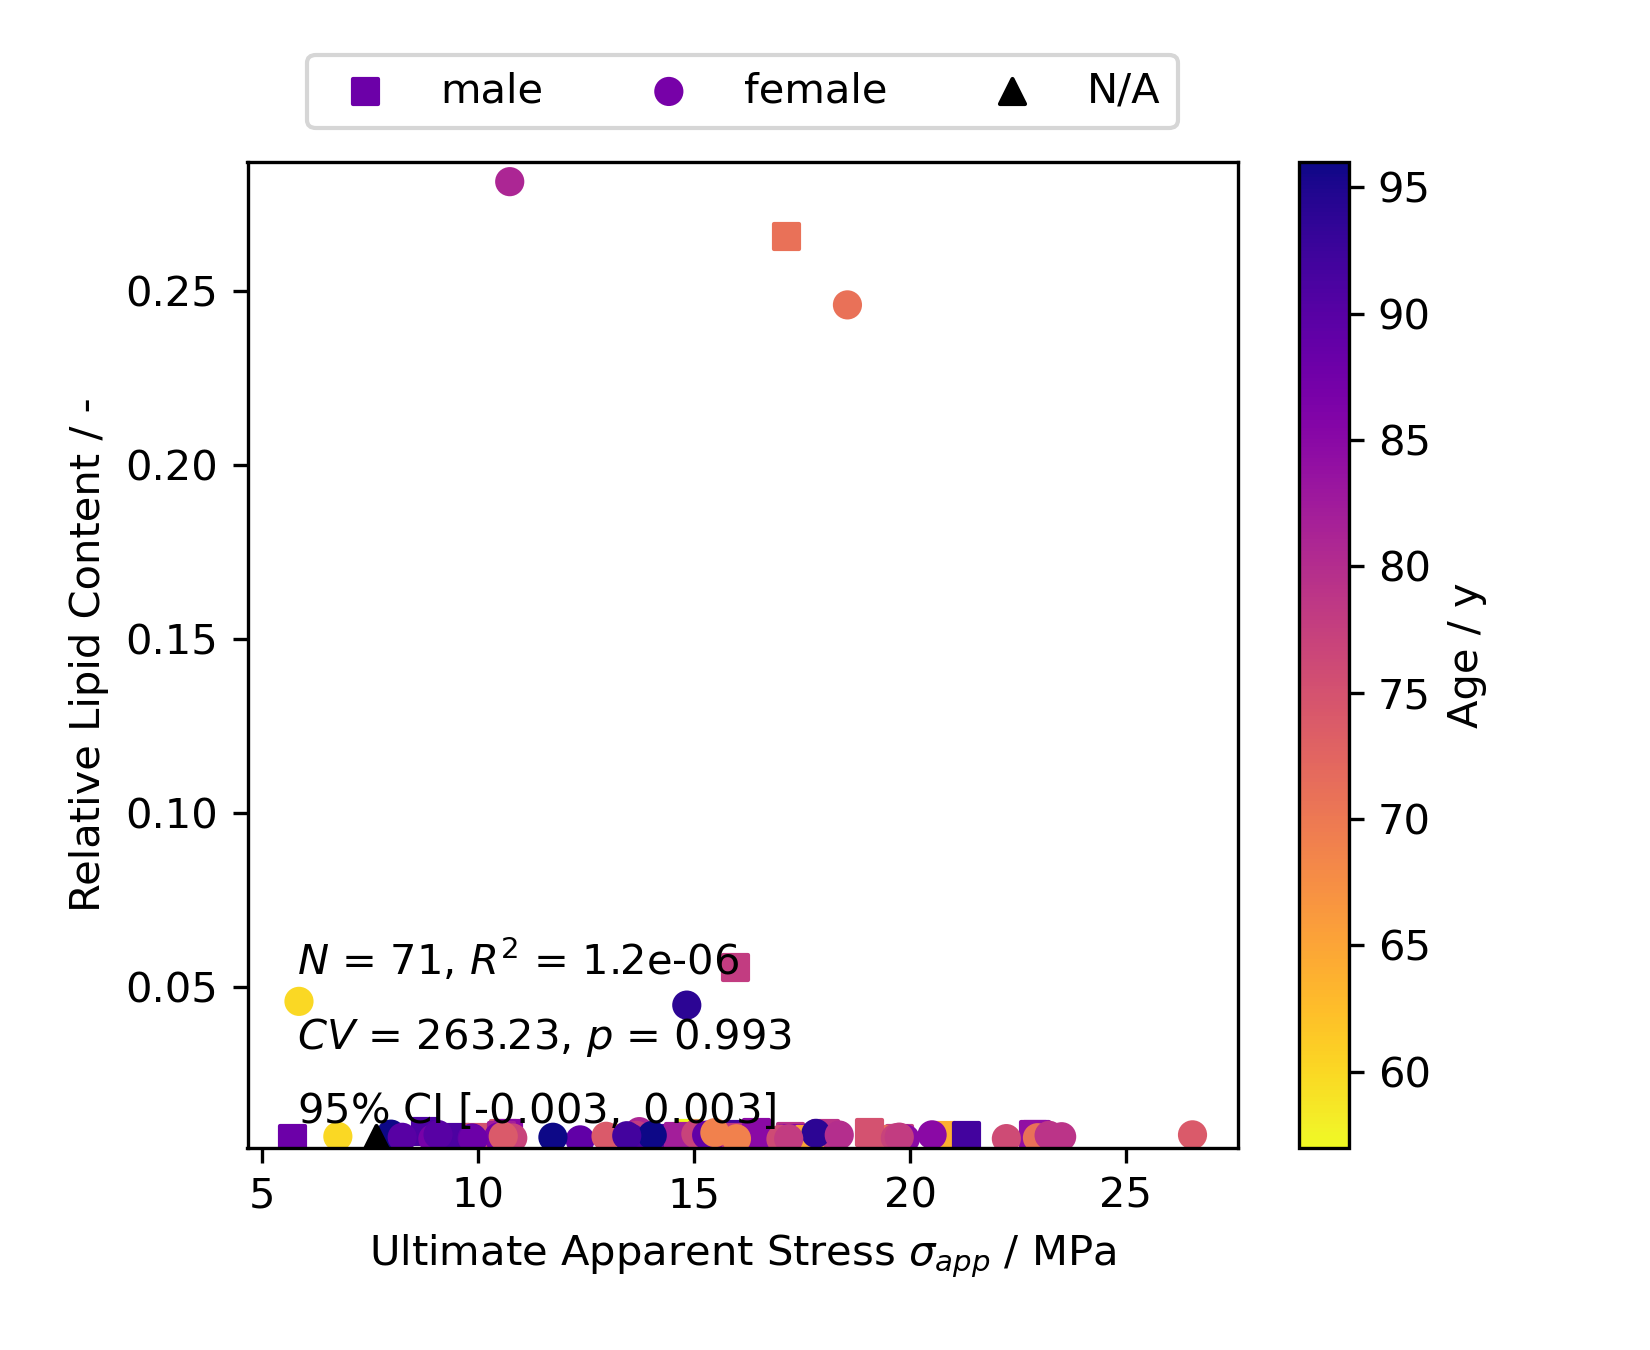 male female N/A
0.25
0.20
0.15
0.10
0.05
Relative Lipid Content / -
N = 71, R² = 1.2e-06
CV = 263.23, p = 0.993
95% CI [-0.003, 0.003]
5 10 15 20 25
Ultimate Apparent Stress σ_app / MPa
95
90
85
80
75
70
65
60
Age / y